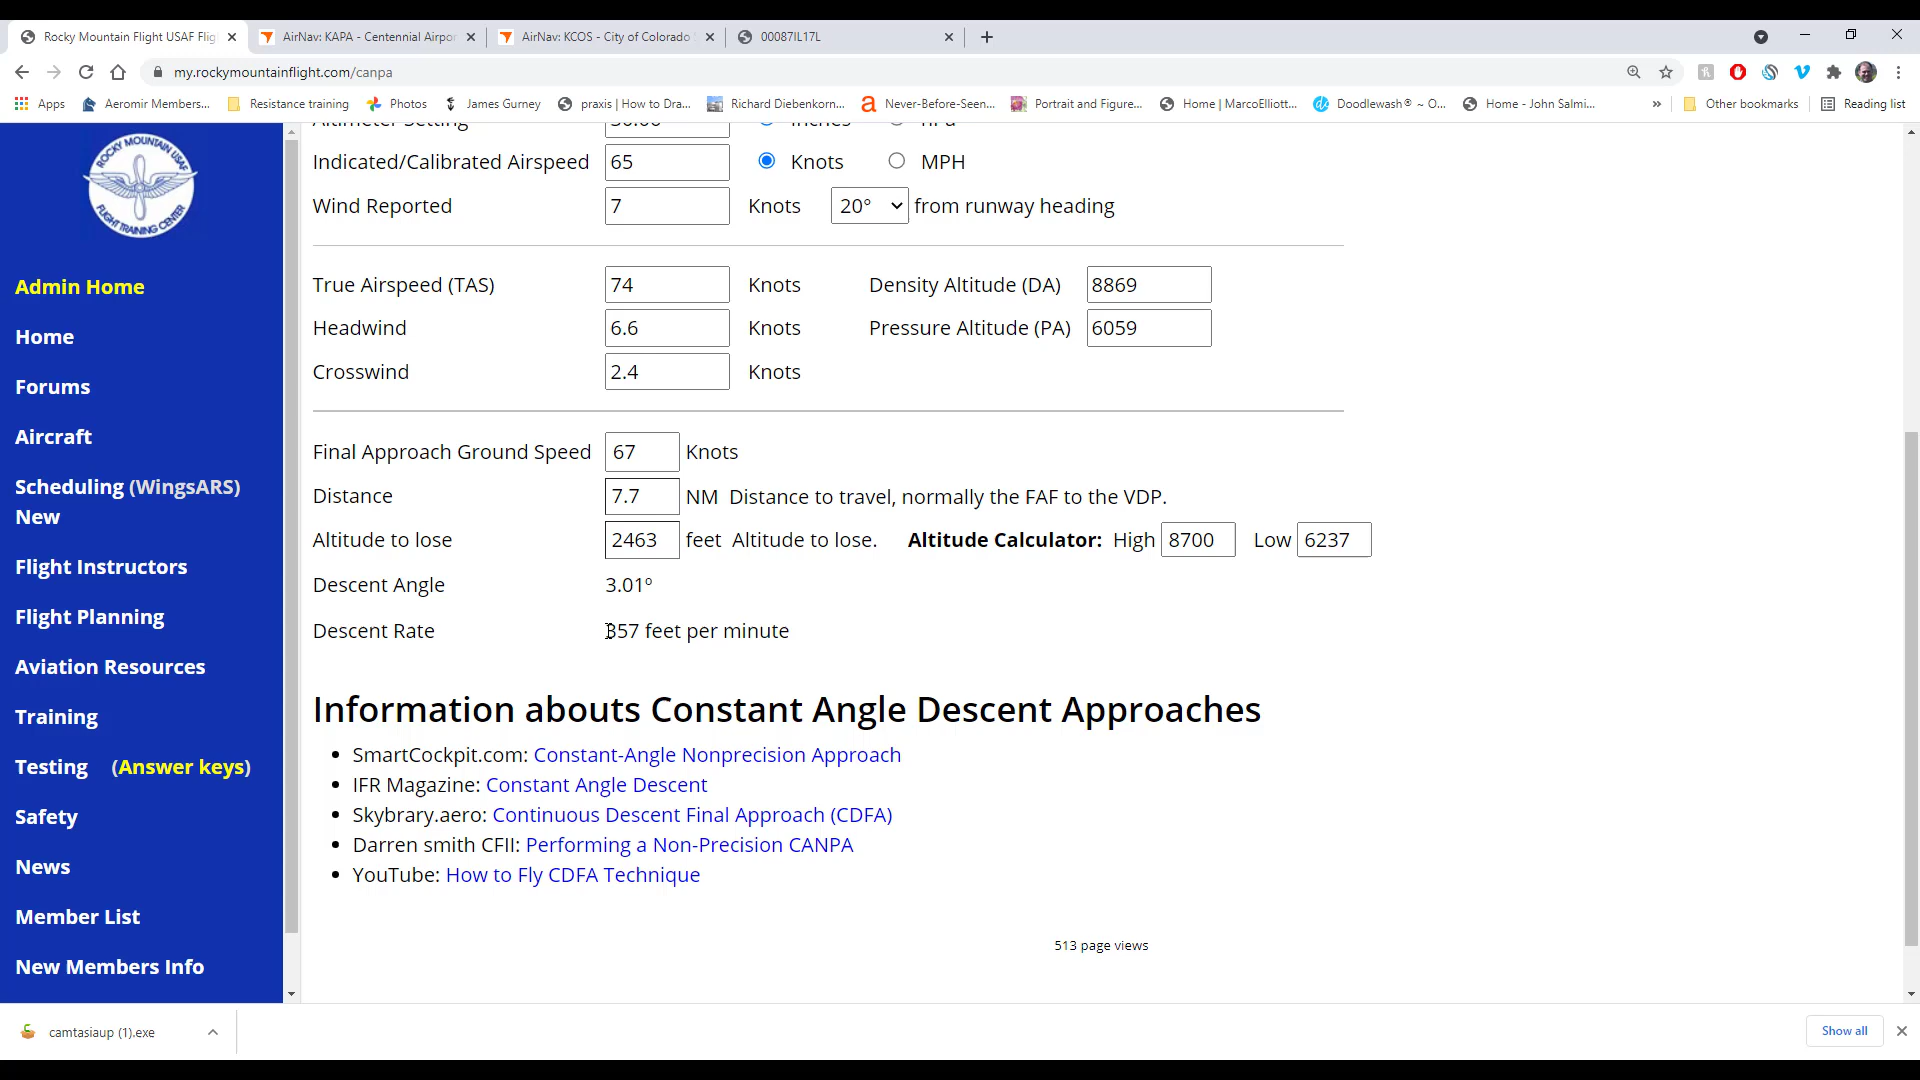 Rocky Mountain Flight USAF Flig
AirNav: KAPA - Centennial Airpor
AirNav: KCOS - City of Colorado
00087IL17L
my.rockymountainflight.com/canpa
Apps
Aeromir Members...
Resistance training
Photos
James Gurney
praxis | How to Dra...
Richard Diebenkorn...
Never-Before-Seen...
Portrait and Figure...
Home | MarcoElliott...
Doodlewash® ~ O...
Home - John Salmi...
»
Other bookmarks
Reading list
ROCKY MOUNTAIN USAF
FLIGHT TRAINING CENTER
Admin Home
Home
Forums
Aircraft
Scheduling (WingsARS)
New
Flight Instructors
Flight Planning
Aviation Resources
Training
Testing (Answer keys)
Safety
News
Member List
New Members Info
Indicated/Calibrated Airspeed 65 Knots MPH
Wind Reported 7 Knots 20° from runway heading
True Airspeed (TAS) 74 Knots Density Altitude (DA) 8869
Headwind 6.6 Knots Pressure Altitude (PA) 6059
Crosswind 2.4 Knots
Final Approach Ground Speed 67 Knots
Distance 7.7 NM Distance to travel, normally the FAF to the VDP.
Altitude to lose 2463 feet Altitude to lose. Altitude Calculator: High 8700 Low 6237
Descent Angle 3.01º
Descent Rate 357 feet per minute
Information abouts Constant Angle Descent Approaches
• SmartCockpit.com: Constant-Angle Nonprecision Approach
• IFR Magazine: Constant Angle Descent
• Skybrary.aero: Continuous Descent Final Approach (CDFA)
• Darren smith CFII: Performing a Non-Precision CANPA
• YouTube: How to Fly CDFA Technique
513 page views
camtasiaup (1).exe
Show all